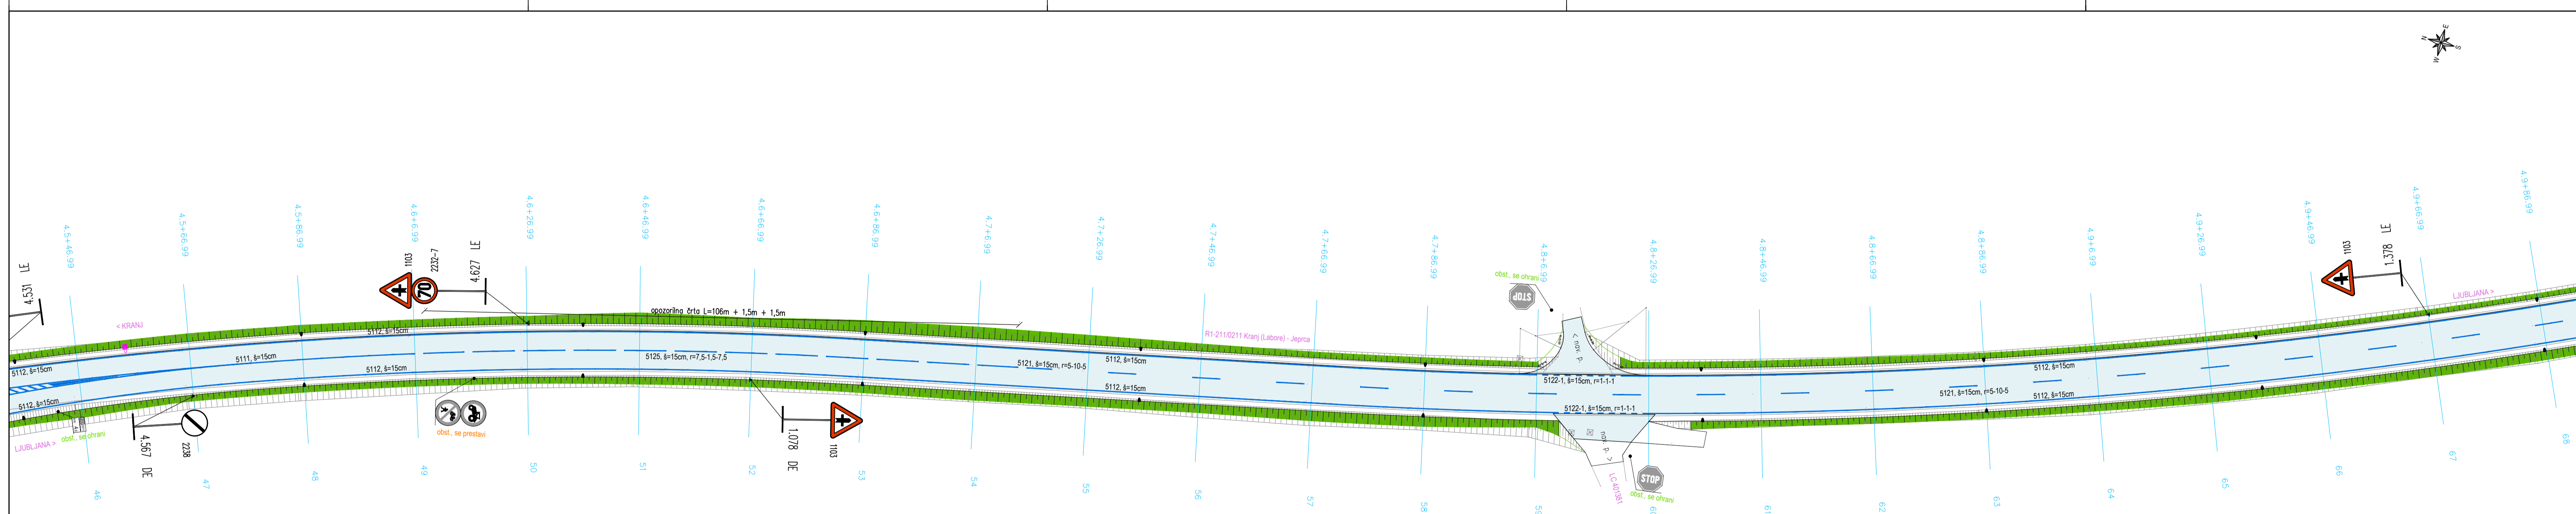 N
E
S
W
4.5+46.99
4.5+66.99
4.5+86.99
4.6+6.99
4.6+26.99
4.6+46.99
4.6+66.99
4.6+86.99
4.7+6.99
4.7+26.99
4.7+46.99
4.7+66.99
4.7+86.99
4.8+6.99
4.8+26.99
4.8+46.99
4.8+66.99
4.8+86.99
4.9+6.99
4.9+26.99
4.9+46.99
4.9+66.99
4.9+86.99
4.531 LE
1103
2232-7
70
4.627 LE
obst., se ohrani
STOP
1103
1.378 LE
LJUBLJANA >
< KRANJ
opozorilna črta L=106m + 1,5m + 1,5m
R1-211/0211 Kranj (Labore) - Jeprca
C nav. p.
5112, š=15cm
5111, š=15cm
5112, š=15cm
5125, š=15cm, r=7,5-1,5-7,5
5121, š=15cm, r=5-10-5
5112, š=15cm
5122-1, š=15cm, r=1-1-1
5112, š=15cm
5121, š=15cm, r=5-10-5
5112, š=15cm
5112, š=15cm
5112, š=15cm
5122-1, š=15cm, r=1-1-1
5112, š=15cm
LJUBLJANA >
obst., se ohrani
4.567 DE
2238
obst., se prestavi
1.078 DE
1103
nav. p. >
LC 401381
STOP
obst., se ohrani
46
47
48
49
50
51
52
53
54
55
56
57
58
59
60
61
62
63
64
65
66
67
68